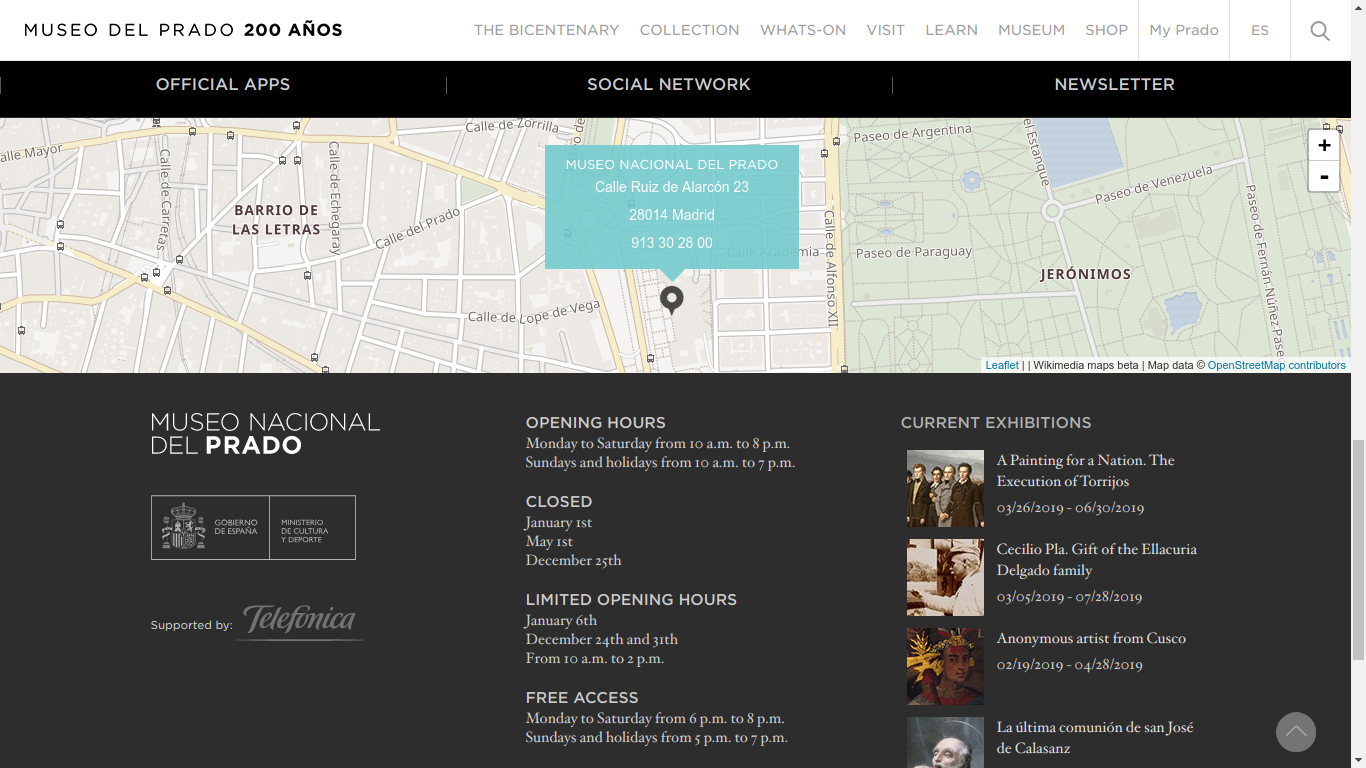 MUSEO DEL PRADO 200 AÑOS
THE BICENTENARY
COLLECTION
WHATS-ON
VISIT
LEARN
MUSEUM
SHOP
My Prado
ES
OFFICIAL APPS
SOCIAL NETWORK
NEWSLETTER
alle Mayor
Calle de Carretas
Calle de Echegaray
Calle de Zorrilla
BARRIO DE
LAS LETRAS
Calle del Prado
Calle de Lope de Vega
MUSEO NACIONAL DEL PRADO
Calle Ruiz de Alarcón 23
28014 Madrid
913 30 28 00
Calle Academia
Calle de Alfonso XII
Paseo de Argentina
el Estanque
Paseo de Venezuela
Paseo de Paraguay
JERÓNIMOS
Paseo de Fernán Núñez
Pase
+
-
Leaflet | | Wikimedia maps beta | Map data © OpenStreetMap contributors
MUSEO NACIONAL
DEL PRADO
GOBIERNO
DE ESPAÑA
MINISTERIO
DE CULTURA
Y DEPORTE
Supported by: Telefónica
OPENING HOURS
Monday to Saturday from 10 a.m. to 8 p.m.
Sundays and holidays from 10 a.m. to 7 p.m.
CLOSED
January 1st
May 1st
December 25th
LIMITED OPENING HOURS
January 6th
December 24th and 31th
From 10 a.m. to 2 p.m.
FREE ACCESS
Monday to Saturday from 6 p.m. to 8 p.m.
Sundays and holidays from 5 p.m. to 7 p.m.
CURRENT EXHIBITIONS
A Painting for a Nation. The
Execution of Torrijos
03/26/2019 - 06/30/2019
Cecilio Pla. Gift of the Ellacuria
Delgado family
03/05/2019 - 07/28/2019
Anonymous artist from Cusco
02/19/2019 - 04/28/2019
La última comunión de san José
de Calasanz